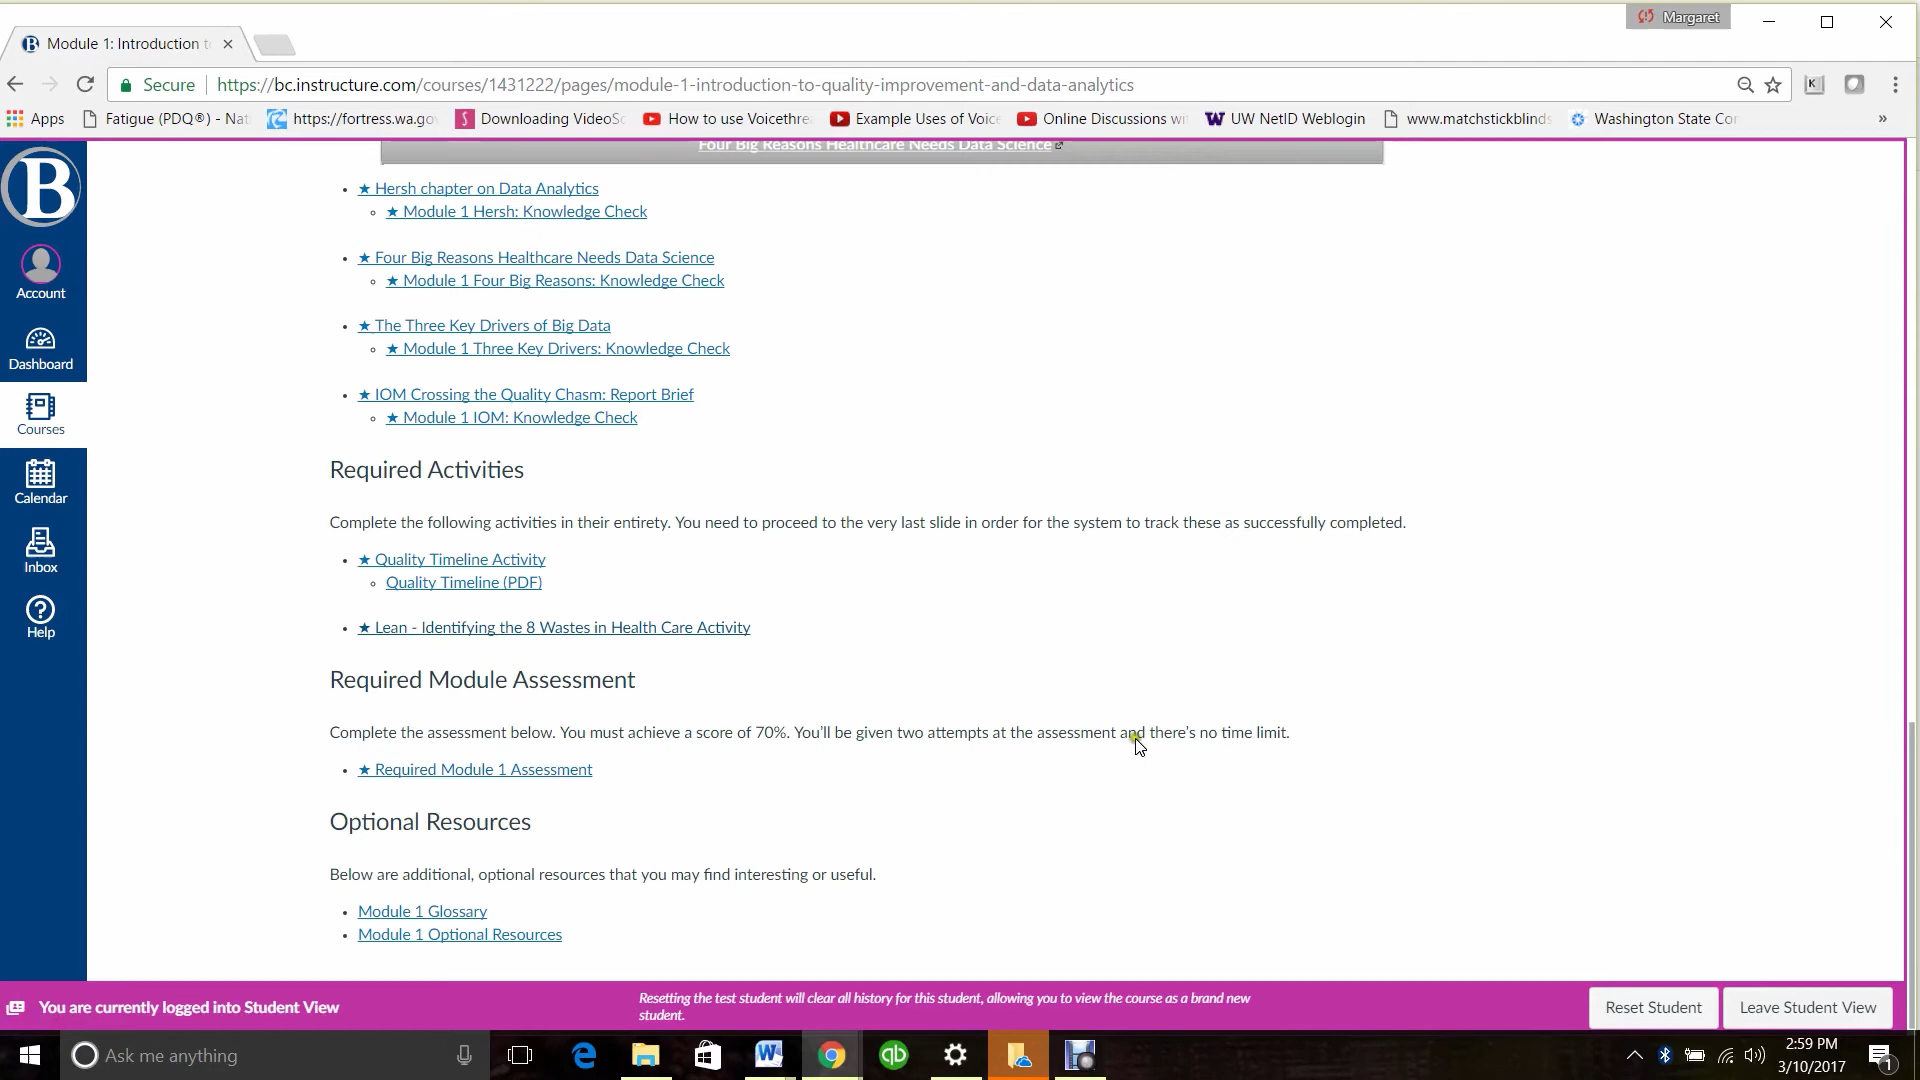 Margaret
Module 1: Introduction t
Secure https://bc.instructure.com/courses/1431222/pages/module-1-introduction-to-quality-improvement-and-data-analytics
K
Apps Fatigue (PDQ®) - Nat https://fortress.wa.go Downloading VideoSc How to use Voicethre Example Uses of Voic Online Discussions wi UW NetID Weblogin www.matchstickblinds Washington State Co »
B
Account
Dashboard
Courses
Calendar
Inbox
Help
Four Big Reasons Healthcare Needs Data Science
★ Hersh chapter on Data Analytics
★ Module 1 Hersh: Knowledge Check
★ Four Big Reasons Healthcare Needs Data Science
★ Module 1 Four Big Reasons: Knowledge Check
★ The Three Key Drivers of Big Data
★ Module 1 Three Key Drivers: Knowledge Check
★ IOM Crossing the Quality Chasm: Report Brief
★ Module 1 IOM: Knowledge Check
Required Activities
Complete the following activities in their entirety. You need to proceed to the very last slide in order for the system to track these as successfully completed.
★ Quality Timeline Activity
Quality Timeline (PDF)
★ Lean - Identifying the 8 Wastes in Health Care Activity
Required Module Assessment
Complete the assessment below. You must achieve a score of 70%. You'll be given two attempts at the assessment and there's no time limit.
★ Required Module 1 Assessment
Optional Resources
Below are additional, optional resources that you may find interesting or useful.
Module 1 Glossary
Module 1 Optional Resources
You are currently logged into Student View
Resetting the test student will clear all history for this student, allowing you to view the course as a brand new
student.
Reset Student
Leave Student View
Ask me anything
2:59 PM
3/10/2017
1